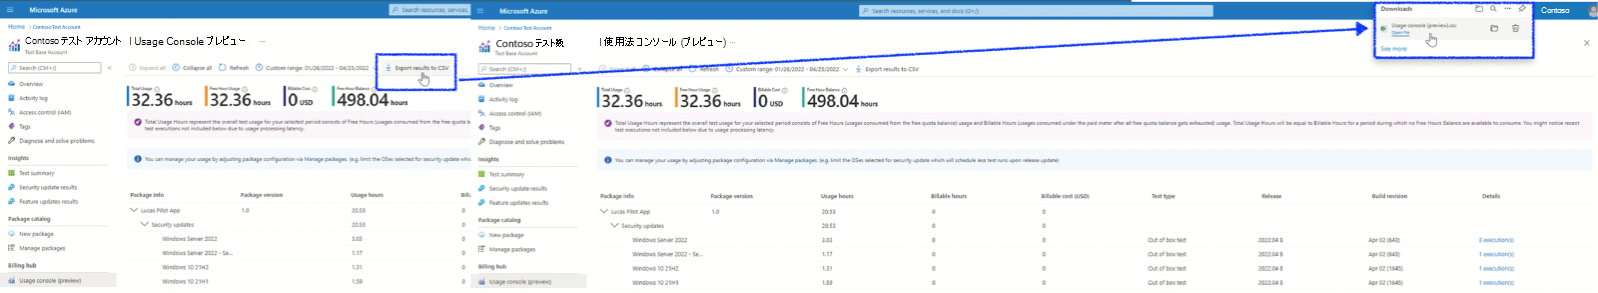 Microsoft Azure
Search resources, services,
Home > Contoso Test Account
Contosoテスト アカウント | Usage Console プレビュー ...
Test Base Account
Search (Ctrl+/)
Overview
Activity log
Access control (IAM)
Tags
Diagnose and solve problems
Insights
Test summary
Security update results
Feature updates results
Package catalog
New package
Manage packages
Billing hub
Usage console (preview)
Expand all
Collapse all
Refresh
Custom range: 01/26/2022 - 04/25/2022
Export results to CSV
Total Usage
32.36 hours
Free Hour Usage
32.36 hours
Billable Cost
0 USD
Free Hour Balance
498.04 hours
Total Usage Hours represent the overall test usage for your selected period consists of Free Hours (usages consumed from the free quota b
test executions not included below due to usage processing latency.
You can manage your usage by adjusting package configuration via Manage packages. (e.g. limit the OSes selected for security update whic
Package info Package version Usage hours Bill
Lucas Pilot App 1.0 20.53 0
Security updates 20.53 0
Windows Server 2022 3.03 0
Windows Server 2022 - Se... 1.17 0
Windows 10 21H2 1.31 0
Windows 10 21H1 1.59 0
Microsoft Azure
Search resources, services, and docs (G+/)
Contoso
Home > Contoso Test Account
Contosoテスト数 | 使用法コンソール (プレビュー) ...
Test Base Account
Search (Ctrl+/)
Overview
Activity log
Access control (IAM)
Tags
Diagnose and solve problems
Insights
Test summary
Security update results
Feature updates results
Package catalog
New package
Manage packages
Billing hub
Usage console (preview)
Expand all
Collapse all
Refresh
Custom range: 01/26/2022 - 04/25/2022
Export results to CSV
Total Usage
32.36 hours
Free Hour Usage
32.36 hours
Billable Cost
0 USD
Free Hour Balance
498.04 hours
Total Usage Hours represent the overall test usage for your selected period consists of Free Hours (usages consumed from the free quota balance) usage and Billable Hours (usages consumed under the paid meter after all free quota balance gets exhausted) usage: Total Usage Hours will be equal to Billable Hours for a period during which no Free Hours Balance are available to consume. You might notice recent
test executions not included below due to usage processing latency.
You can manage your usage by adjusting package configuration via Manage packages. (e.g. limit the OSes selected for security update which will schedule less test runs upon release update)
Package info Package version Usage hours Billable hours Billable cost (USD) Test type Release Build revision Details
Lucas Pilot App 1.0 20.53 0 0
Security updates 20.53 0 0
Windows Server 2022 3.03 0 0 Out of box test 2022.04 B Apr 02 (643) 3 execution(s)
Windows Server 2022 - Se... 1.17 0 0 Out of box test 2022.04 B Apr 02 (643) 1 execution(s)
Windows 10 21H2 1.31 0 0 Out of box test 2022.04 B Apr 02 (1645) 1 execution(s)
Windows 10 21H1 1.59 0 0 Out of box test 2022.04 B Apr 02 (1645) 1 execution(s)
Downloads
Usage console (preview).csv
Open file
See more